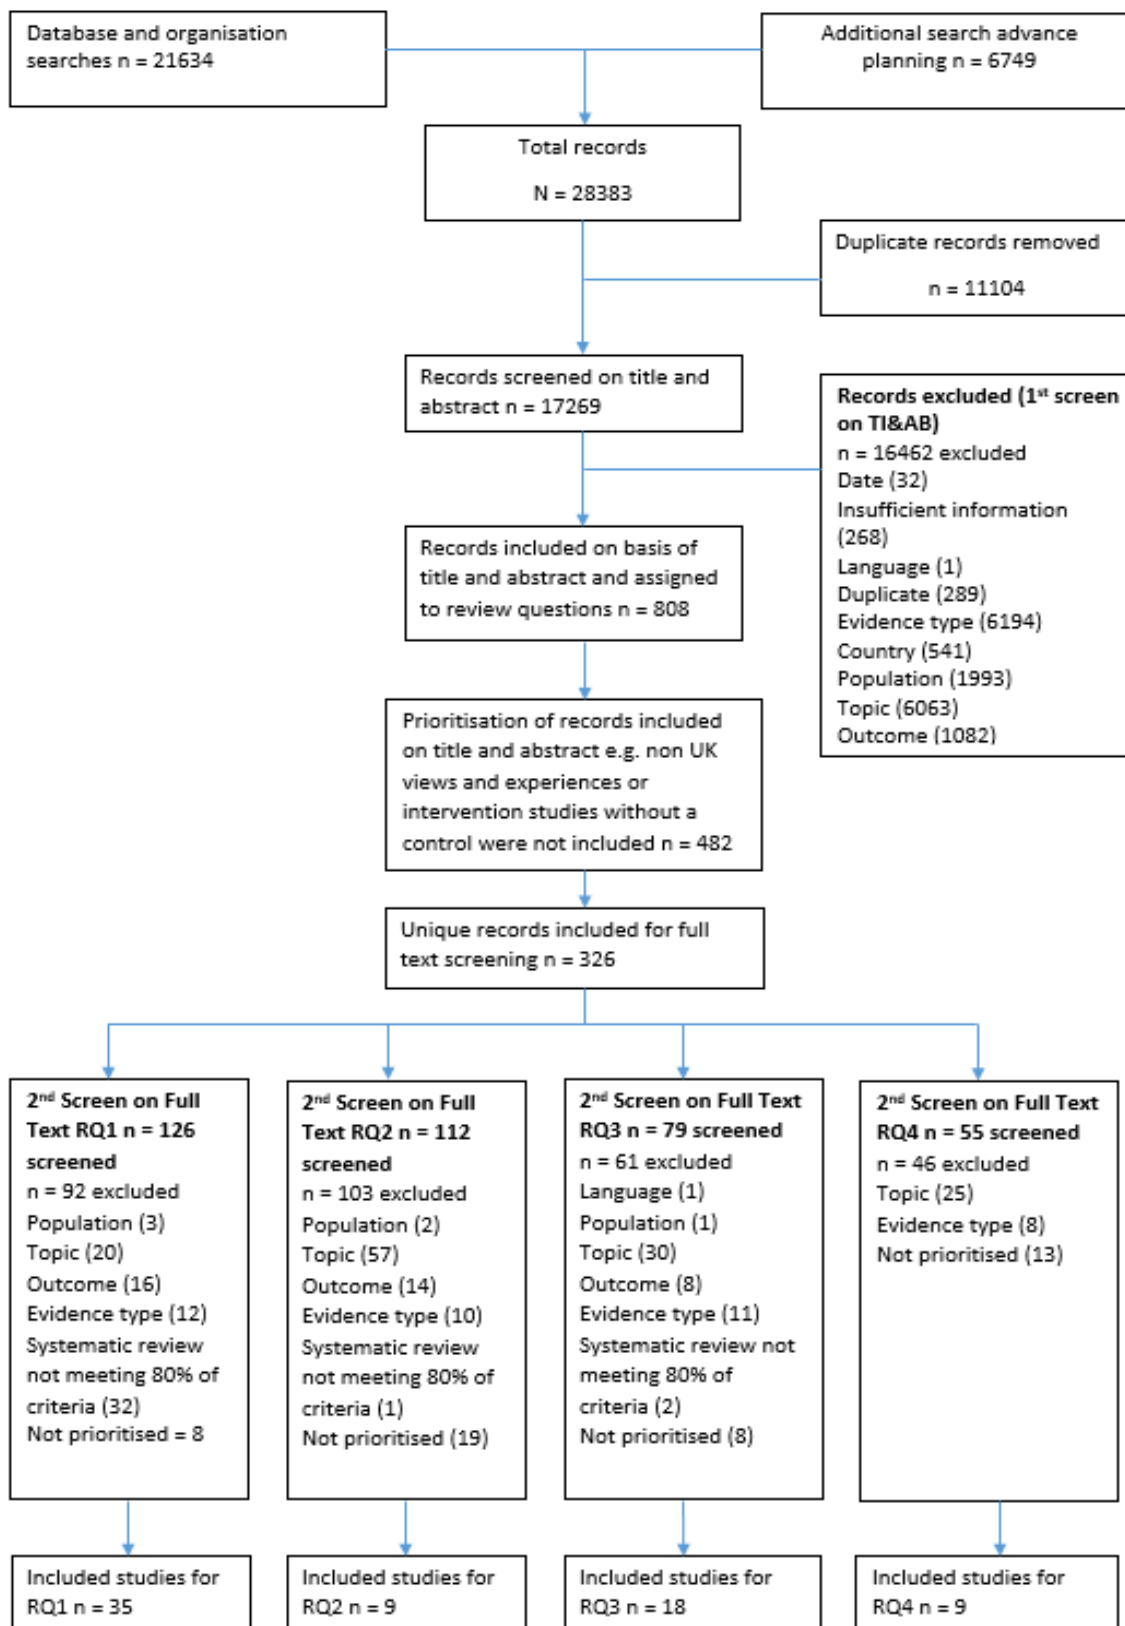 Database and organisation
searches n = 21634
Additional search advance
planning n = 6749
Total records
N = 28383
Duplicate records removed
n = 11104
Records screened on title and
abstract n = 17269
Records excluded (1st screen
on TI&AB)
n = 16462 excluded
Date (32)
Insufficient information
(268)
Language (1)
Duplicate (289)
Evidence type (6194)
Country (541)
Population (1993)
Topic (6063)
Outcome (1082)
Records included on basis of
title and abstract and assigned
to review questions n = 808
Prioritisation of records included
on title and abstract e.g. non UK
views and experiences or
intervention studies without a
control were not included n = 482
Unique records included for full
text screening n = 326
2nd Screen on Full
Text RQ1 n = 126
screened
n = 92 excluded
Population (3)
Topic (20)
Outcome (16)
Evidence type (12)
Systematic review
not meeting 80% of
criteria (32)
Not prioritised = 8
2nd Screen on Full
Text RQ2 n = 112
screened
n = 103 excluded
Population (2)
Topic (57)
Outcome (14)
Evidence type (10)
Systematic review
not meeting 80% of
criteria (1)
Not prioritised (19)
2nd Screen on Full Text
RQ3 n = 79 screened
n = 61 excluded
Language (1)
Population (1)
Topic (30)
Outcome (8)
Evidence type (11)
Systematic review not
meeting 80% of
criteria (2)
Not prioritised (8)
2nd Screen on Full Text
RQ4 n = 55 screened
n = 46 excluded
Topic (25)
Evidence type (8)
Not prioritised (13)
Included studies for
RQ1 n = 35
Included studies for
RQ2 n = 9
Included studies for
RQ3 n = 18
Included studies for
RQ4 n = 9